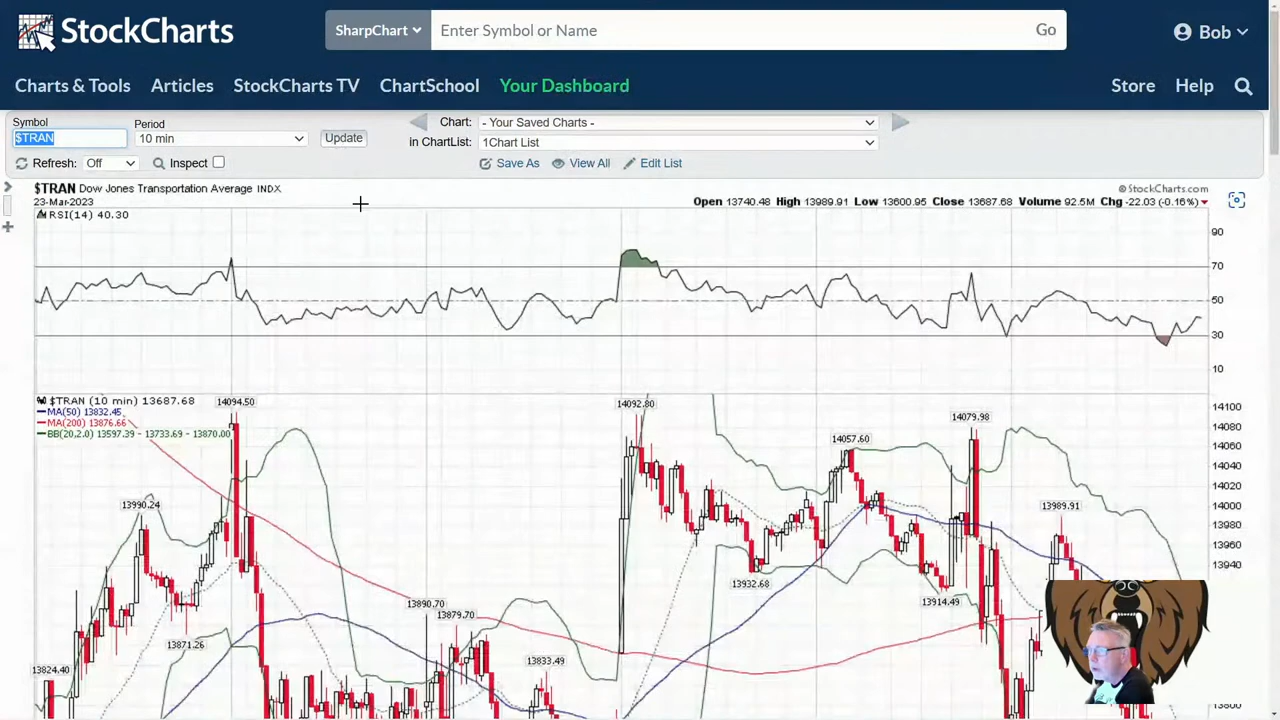 StockCharts
SharpChart
Enter Symbol or Name
Go
Bob
Charts & Tools
Articles
StockCharts TV
ChartSchool
Your Dashboard
Store
Help
Symbol
Period
Chart:
- Your Saved Charts -
$TRAN
10 min
Update
in ChartList:
1Chart List
Refresh:
Off
Inspect
Save As
View All
Edit List
$TRAN Dow Jones Transportation Average INDX
© StockCharts.com
23-Mar-2023
Open 13740.48 High 13989.91 Low 13600.95 Close 13687.68 Volume 92.5M Chg -22.03 (-0.16%)
RSI(14) 40.30
90
70
50
30
10
$TRAN (10 min) 13687.68
MA(50) 13832.45
MA(200) 13876.66
BB(20,2.0) 13597.39 - 13733.69 - 13870.00
14094.50
14092.80
14079.98
14057.60
13990.24
13989.91
13932.68
13914.49
13890.70
13879.70
13871.26
13833.49
13824.40
14100
14080
14060
14040
14020
14000
13980
13960
13940